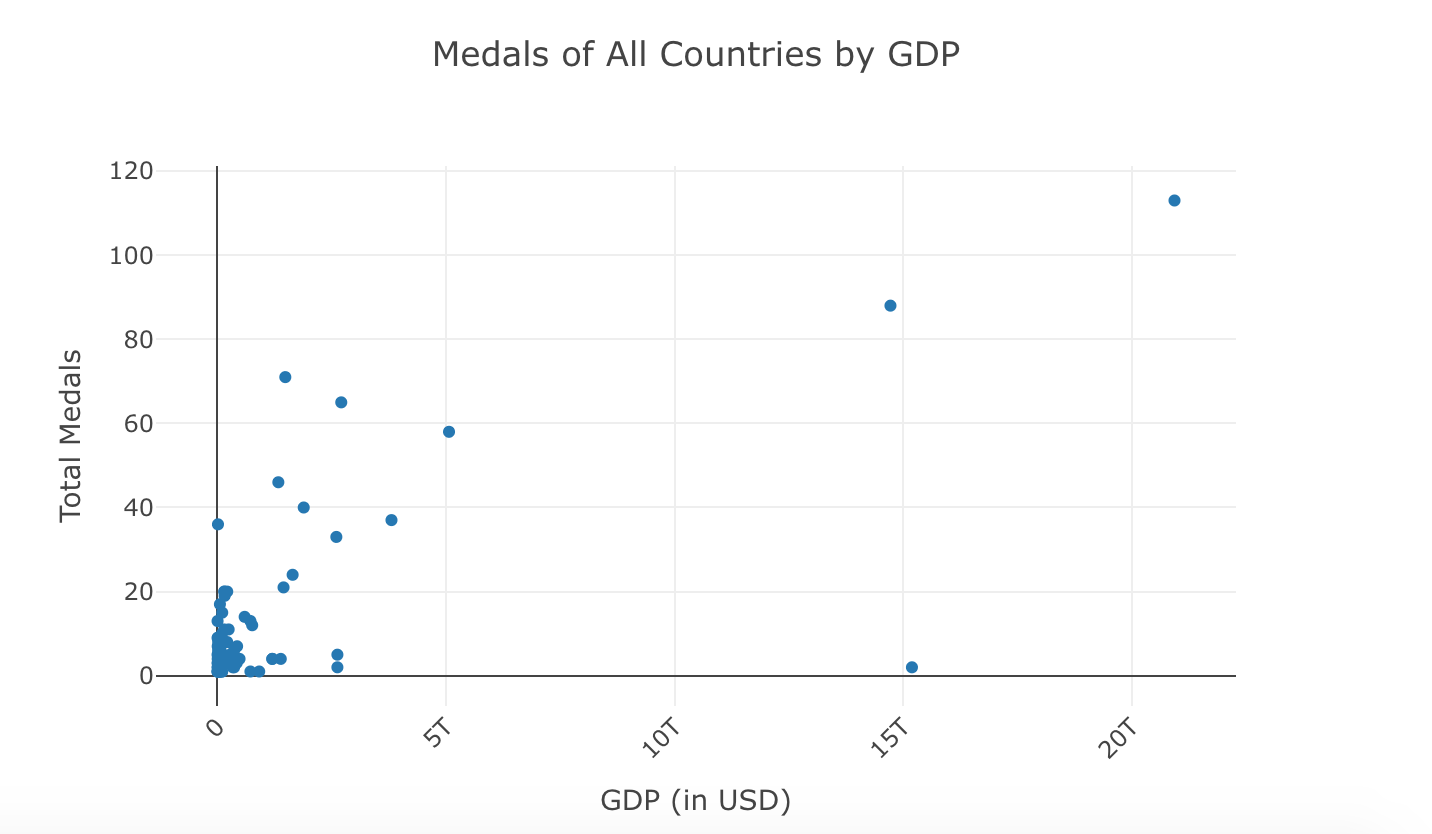 Medals of All Countries by GDP
120
100
80
60
40
20
0
Total Medals
0
5T
10T
15T
20T
GDP (in USD)